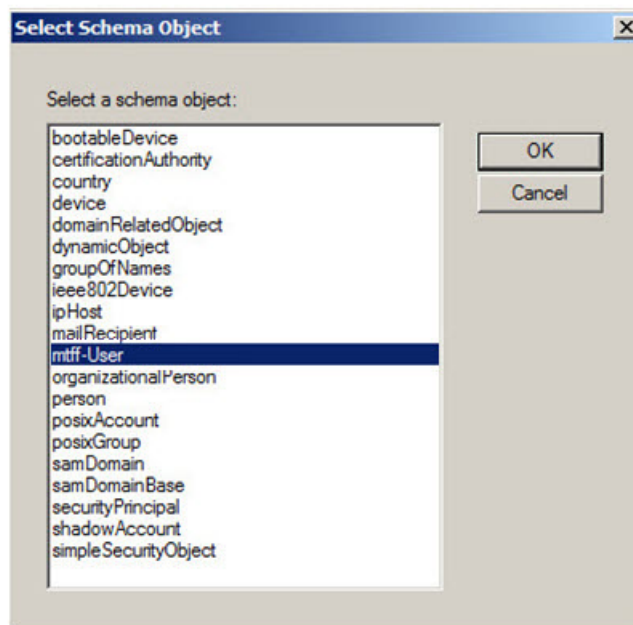 Select Schema Object
Select a schema object:
bootableDevice
certificationAuthority
country
device
domainRelatedObject
dynamicObject
groupOfNames
ieee802Device
ipHost
mailRecipient
mtff-User
organizationalPerson
person
posixAccount
posixGroup
samDomain
samDomainBase
securityPrincipal
shadowAccount
simpleSecurityObject
OK
Cancel